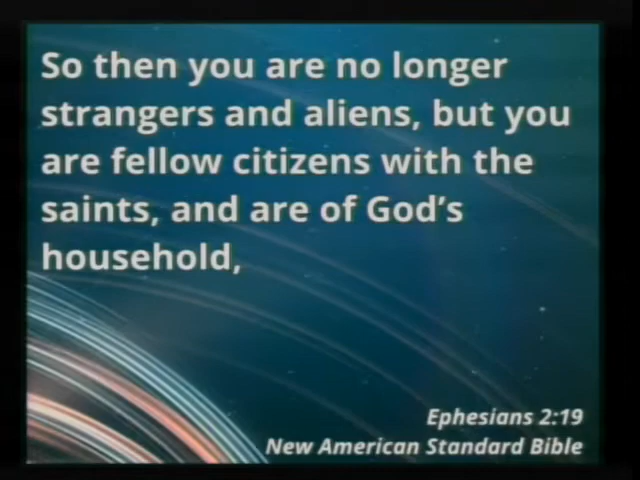 So then you are no longer
strangers and aliens, but you
are fellow citizens with the
saints, and are of God's
household,
Ephesians 2:19
New American Standard Bible